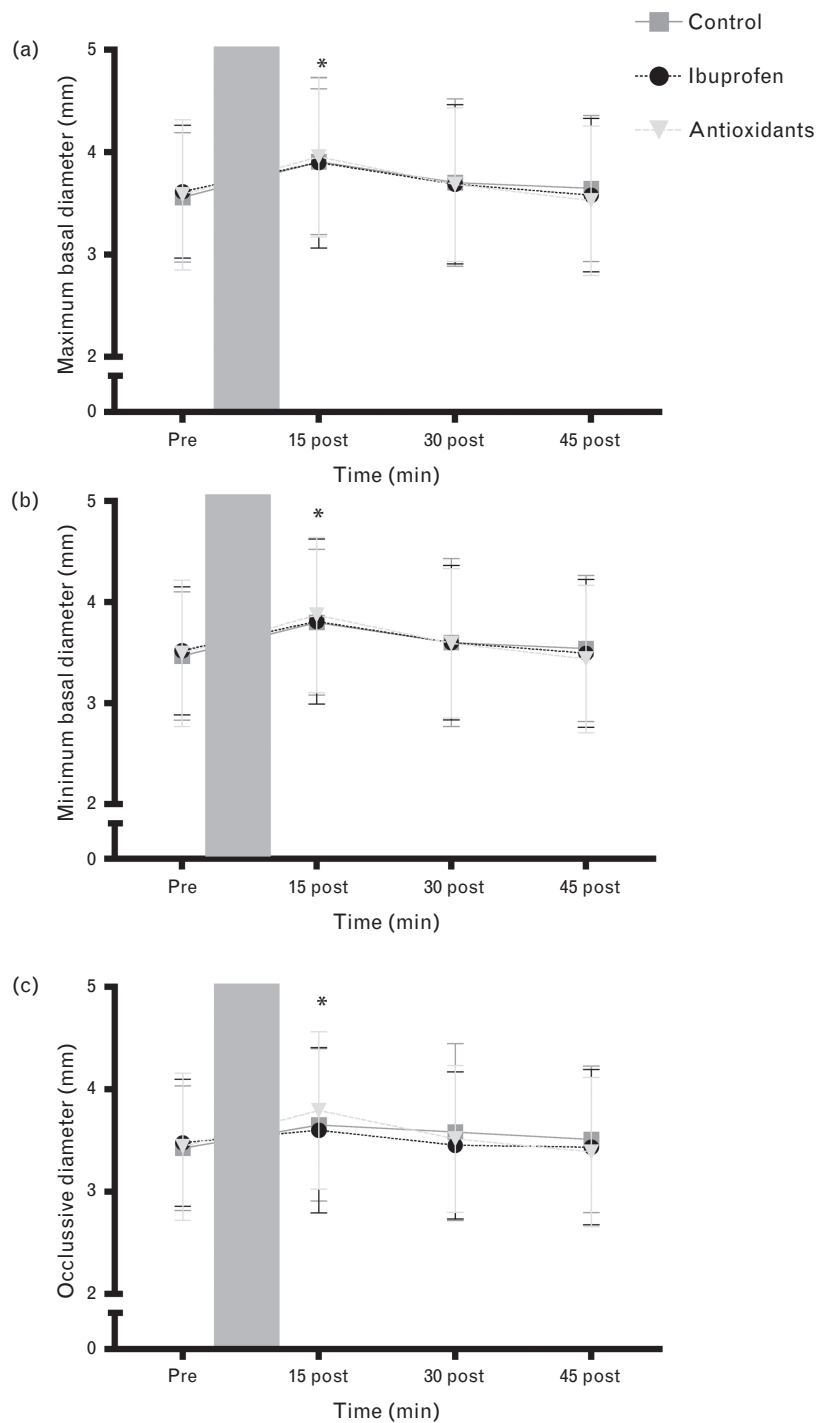 Control
Ibuprofen
Antioxidants
(a)
Maximum basal diameter (mm)
5
4
3
2
0
*
Pre
15 post
30 post
45 post
Time (min)
(b)
Minimum basal diameter (mm)
5
4
3
2
0
*
Pre
15 post
30 post
45 post
Time (min)
(c)
Occlussive diameter (mm)
5
4
3
2
0
*
Pre
15 post
30 post
45 post
Time (min)